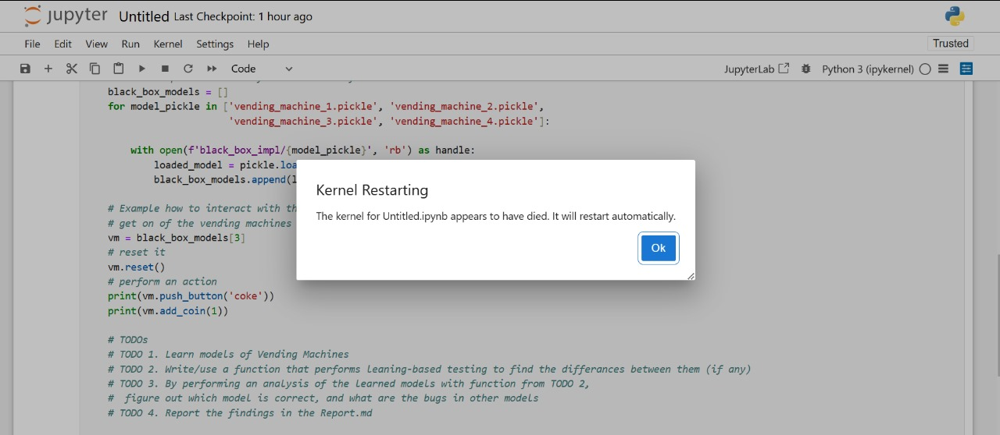 jupyter Untitled Last Checkpoint: 1 hour ago
File Edit View Run Kernel Settings Help Trusted
Code JupyterLab Python 3 (ipykernel)
black_box_models = []
for model_pickle in ['vending_machine_1.pickle', 'vending_machine_2.pickle',
'vending_machine_3.pickle', 'vending_machine_4.pickle']:
with open(f'black_box_impl/{model_pickle}', 'rb') as handle:
loaded_model = pickle.loa
black_box_models.append(l
Kernel Restarting
The kernel for Untitled.ipynb appears to have died. It will restart automatically.
Ok
# Example how to interact with th
# get on of the vending machines
vm = black_box_models[3]
# reset it
vm.reset()
# perform an action
print(vm.push_button('coke'))
print(vm.add_coin(1))
# TODOs
# TODO 1. Learn models of Vending Machines
# TODO 2. Write/use a function that performs leaning-based testing to find the differances between them (if any)
# TODO 3. By performing an analysis of the learned models with function from TODO 2,
# figure out which model is correct, and what are the bugs in other models
# TODO 4. Report the findings in the Report.md